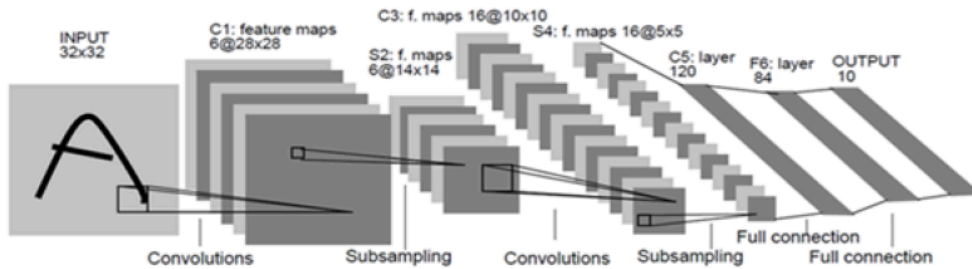 INPUT
32x32
C1: feature maps
6@28x28
S2: f. maps
6@14x14
C3: f. maps 16@10x10
S4: f. maps 16@5x5
C5: layer
120
F6: layer
84
OUTPUT
10
Convolutions
Subsampling
Convolutions
Subsampling
Full connection
Full connection
A